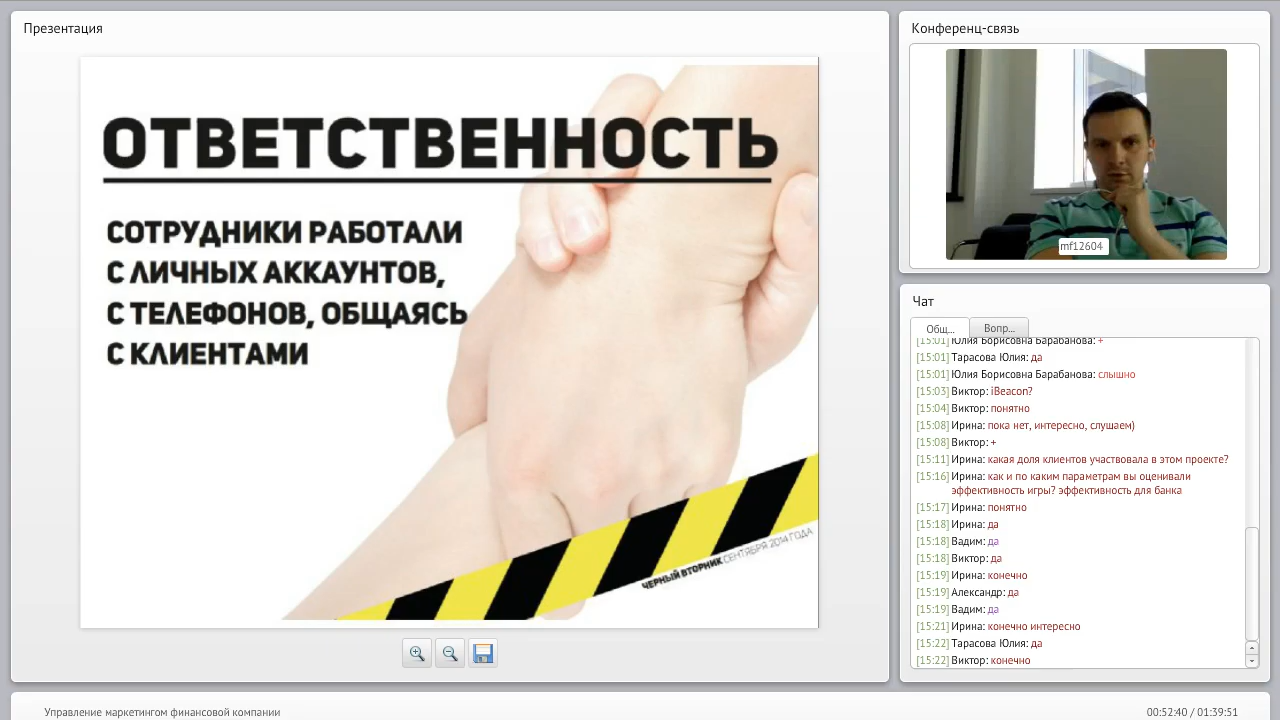 Презентация
ОТВЕТСТВЕННОСТЬ
СОТРУДНИКИ РАБОТАЛИ
С ЛИЧНЫХ АККАУНТОВ,
С ТЕЛЕФОНОВ, ОБЩАЯСЬ
С КЛИЕНТАМИ
ЧЕРНЫЙ ВТОРНИК СЕНТЯБРЯ 2014 ГОДА
Конференц-связь
mf12604
Чат
Общ...
Вопр...
[15:01] Юлия Борисовна Барабанова: +
[15:01] Тарасова Юлия: да
[15:01] Юлия Борисовна Барабанова: слышно
[15:03] Виктор: iBeacon?
[15:04] Виктор: понятно
[15:08] Ирина: пока нет, интересно, слушаем)
[15:08] Виктор: +
[15:11] Ирина: какая доля клиентов участвовала в этом проекте?
[15:16] Ирина: как и по каким параметрам вы оценивали
эффективность игры? эффективность для банка
[15:17] Ирина: понятно
[15:18] Ирина: да
[15:18] Вадим: да
[15:18] Виктор: да
[15:19] Ирина: конечно
[15:19] Александр: да
[15:19] Вадим: да
[15:21] Ирина: конечно интересно
[15:22] Тарасова Юлия: да
[15:22] Виктор: конечно
Управление маркетингом финансовой компании
00:52:40 / 01:39:51